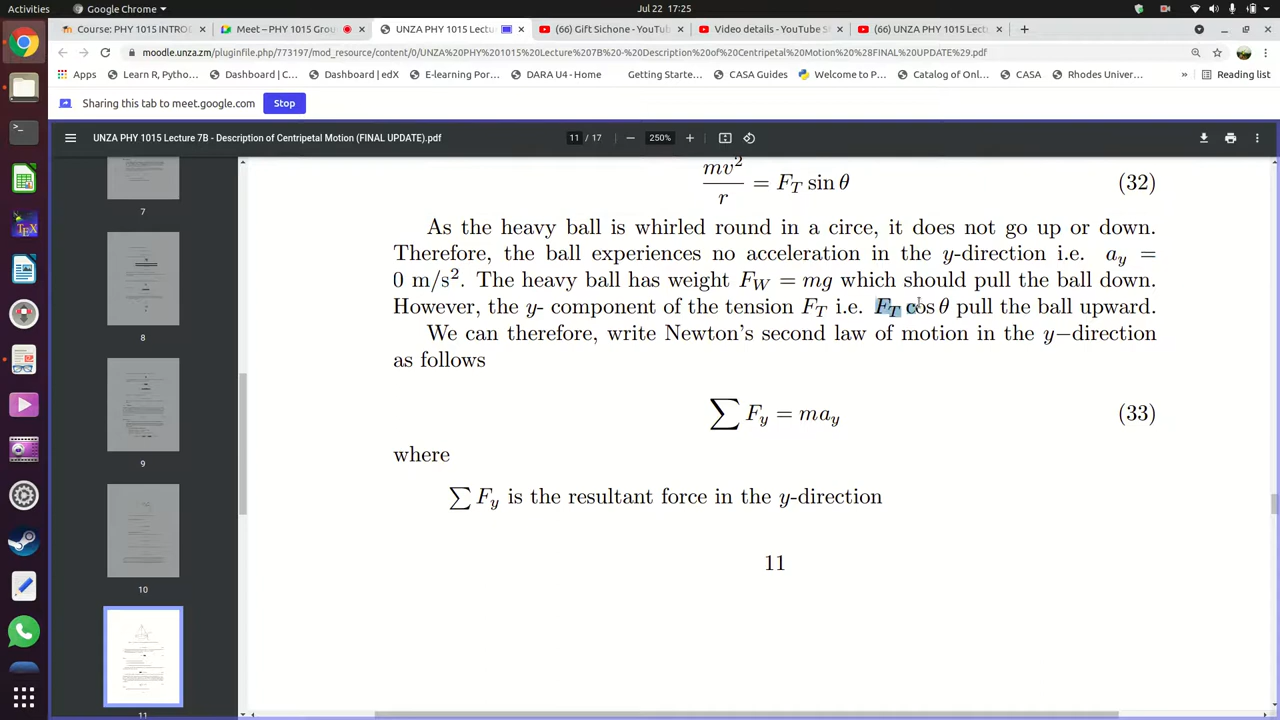 Activities
Google Chrome
Jul 22 17:25
Course: PHY 1015 INTROD
Meet – PHY 1015 Grou
UNZA PHY 1015 Lectu
(66) Gift Sichone - YouTu
Video details - YouTube S
(66) UNZA PHY 1015 Lect
moodle.unza.zm/pluginfile.php/773197/mod_resource/content/0/UNZA%20PHY%201015%20Lecture%207B%20-%20Description%20of%20Centripetal%20Motion%20%28FINAL%20UPDATE%29.pdf
Apps
Learn R, Python...
Dashboard | C...
Dashboard | edX
E-learning Por...
DARA U4 - Home
Getting Starte...
CASA Guides
Welcome to P...
Catalog of Onl...
CASA
Rhodes Univer...
»
Reading list
Sharing this tab to meet.google.com
Stop
UNZA PHY 1015 Lecture 7B - Description of Centripetal Motion (FINAL UPDATE).pdf
11 / 17
250%
7
8
9
10
11
mv²/r = F_T sin θ (32)
As the heavy ball is whirled round in a circe, it does not go up or down.
Therefore, the ball experiences no acceleration in the y-direction i.e. a_y =
0 m/s². The heavy ball has weight F_W = mg which should pull the ball down.
However, the y- component of the tension F_T i.e. F_T cos θ pull the ball upward.
We can therefore, write Newton's second law of motion in the y−direction
as follows
∑ F_y = ma_y (33)
where
∑ F_y is the resultant force in the y-direction
11